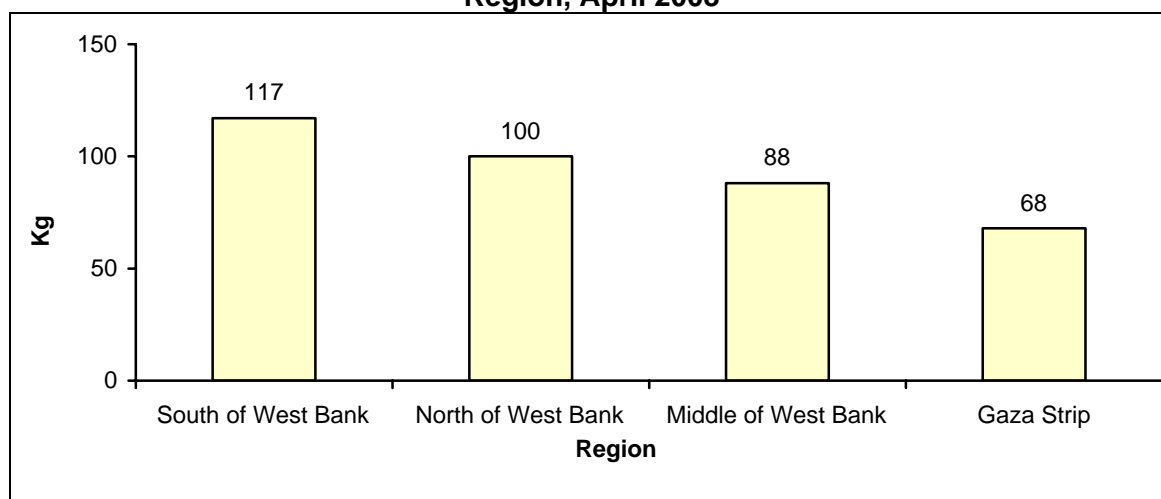 Region, April 2008
150
117
100
100
88
68
Kg
50
0
South of West Bank
North of West Bank
Middle of West Bank
Gaza Strip
Region